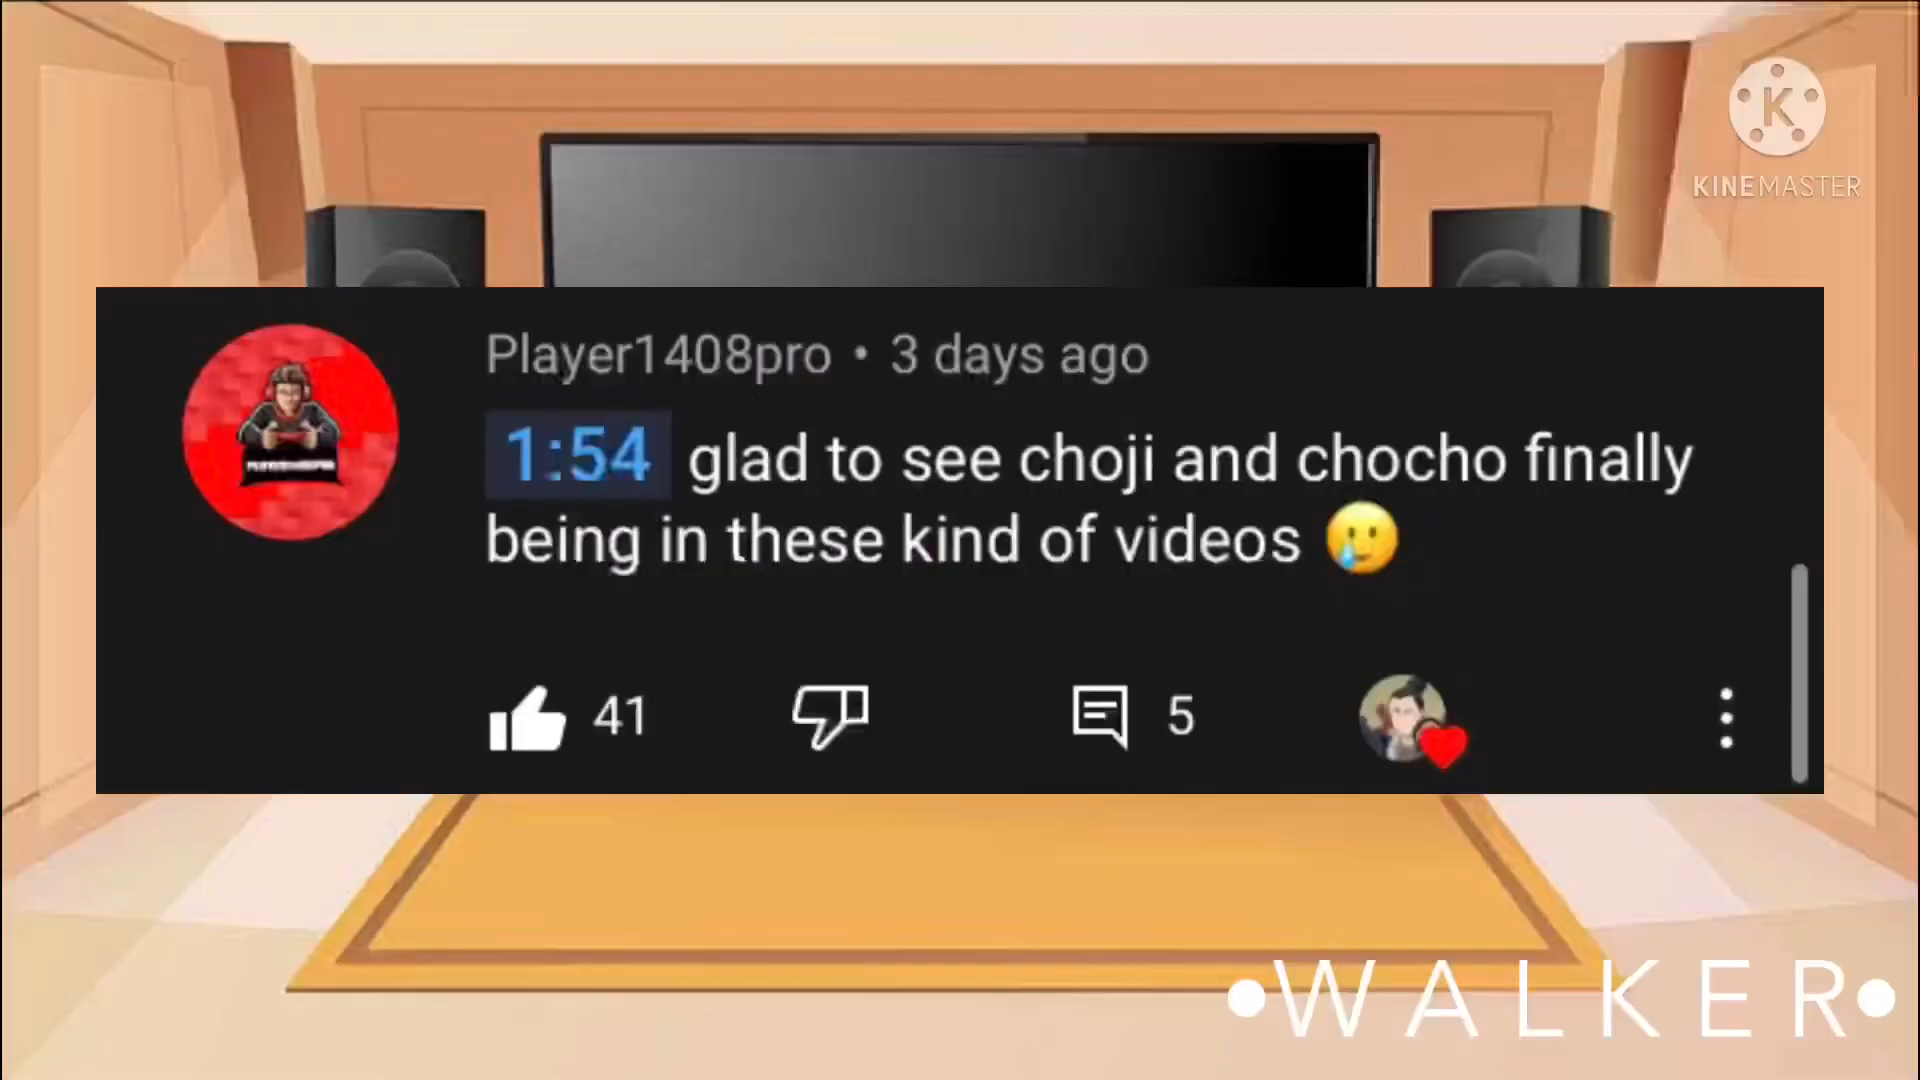 K
KINEMASTER
Player1408pro • 3 days ago
1:54 glad to see choji and chocho finally
being in these kind of videos 🥲
41
5
•WALKER•